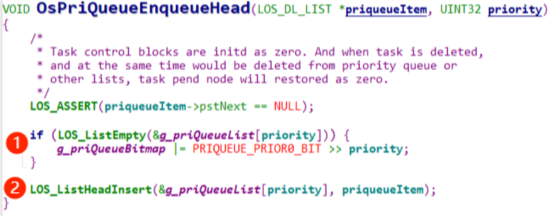 VOID OsPriQueueEnqueueHead(LOS_DL_LIST *priqueueItem, UINT32 priority)
{
/*
* Task control blocks are initd as zero. And when task is deleted,
* and at the same time would be deleted from priority queue or
* other lists, task pend node will restored as zero.
*/
LOS_ASSERT(priqueueItem->pstNext == NULL);
1 if (LOS_ListEmpty(&g_priQueueList[priority])) {
g_priQueueBitmap |= PRIQUEUE_PRIOR0_BIT >> priority;
}
2 LOS_ListHeadInsert(&g_priQueueList[priority], priqueueItem);
}